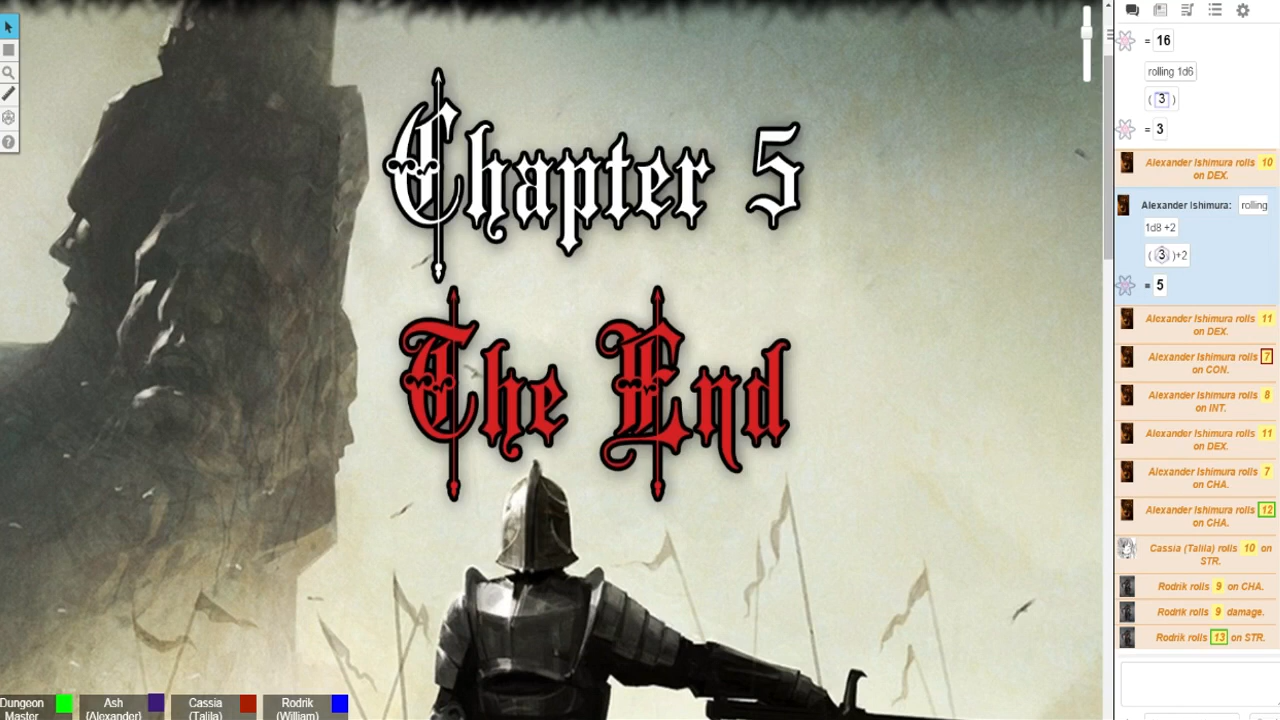 Chapter 5
The End
Dungeon
Master
Ash
(Alexander)
Cassia
(Talila)
Rodrik
(William)
= 16
rolling 1d6
( 3 )
= 3
Alexander Ishimura rolls 10
on DEX.
Alexander Ishimura: rolling
1d8 +2
( 3 )+2
= 5
Alexander Ishimura rolls 11
on DEX.
Alexander Ishimura rolls 7
on CON.
Alexander Ishimura rolls 8
on INT.
Alexander Ishimura rolls 11
on DEX.
Alexander Ishimura rolls 7
on CHA.
Alexander Ishimura rolls 12
on CHA.
Cassia (Talila) rolls 10 on
STR.
Rodrik rolls 9 on CHA.
Rodrik rolls 9 damage.
Rodrik rolls 13 on STR.